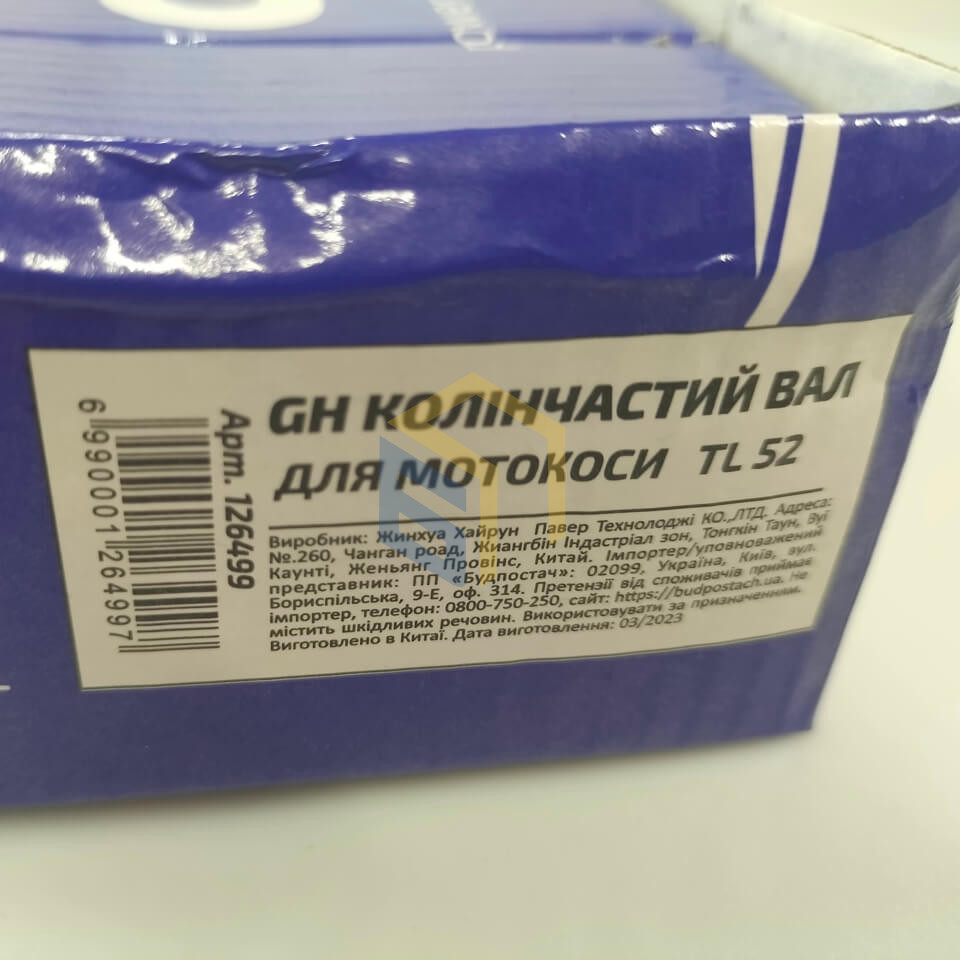 GH КОЛІНЧАСТИЙ ВАЛ
ДЛЯ МОТОКОСИ TL 52
Виробник: Жинхуа Хайрун Павер Технолоджі КО.,ЛТД. Адреса:
№.260, Чанган роад, Жиангбін Індастріал зон, Тонгкін Таун, Вуї
Каунті, Женьянг Провінс, Китай. Імпортер/уповноважений
представник: ПП «Будпостач»: 02099, Україна, Київ, вул.
Бориспільська, 9-Е, оф. 314. Претензії від споживачів приймає
імпортер, телефон: 0800-750-250, сайт: https://budpostach.ua. Не
містить шкідливих речовин. Використовувати за призначенням.
Виготовлено в Китаї. Дата виготовлення: 03/2023
Арт. 126499
6 990001 264997